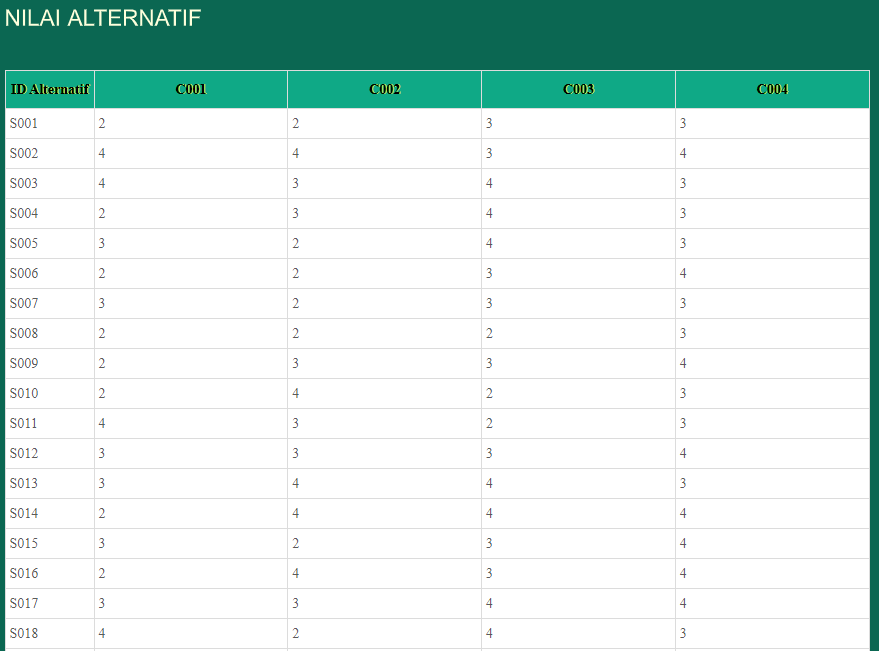 NILAI ALTERNATIF
ID Alternatif C001 C002 C003 C004
S001 2 2 3 3
S002 4 4 3 4
S003 4 3 4 3
S004 2 3 4 3
S005 3 2 4 3
S006 2 2 3 4
S007 3 2 3 3
S008 2 2 2 3
S009 2 3 3 4
S010 2 4 2 3
S011 4 3 2 3
S012 3 3 3 4
S013 3 4 4 3
S014 2 4 4 4
S015 3 2 3 4
S016 2 4 3 4
S017 3 3 4 4
S018 4 2 4 3